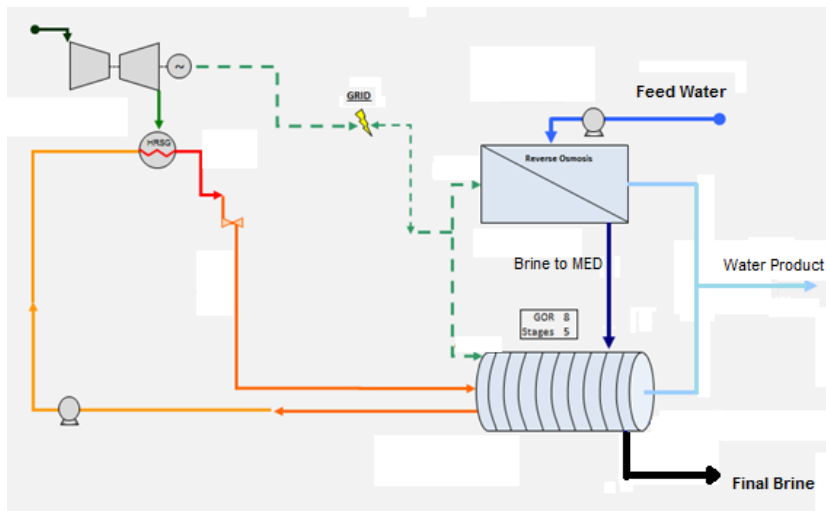 GRID
Feed Water
HRSG
Reverse Osmosis
Brine to MED
Water Product
GOR 8
Stages 5
Final Brine
~